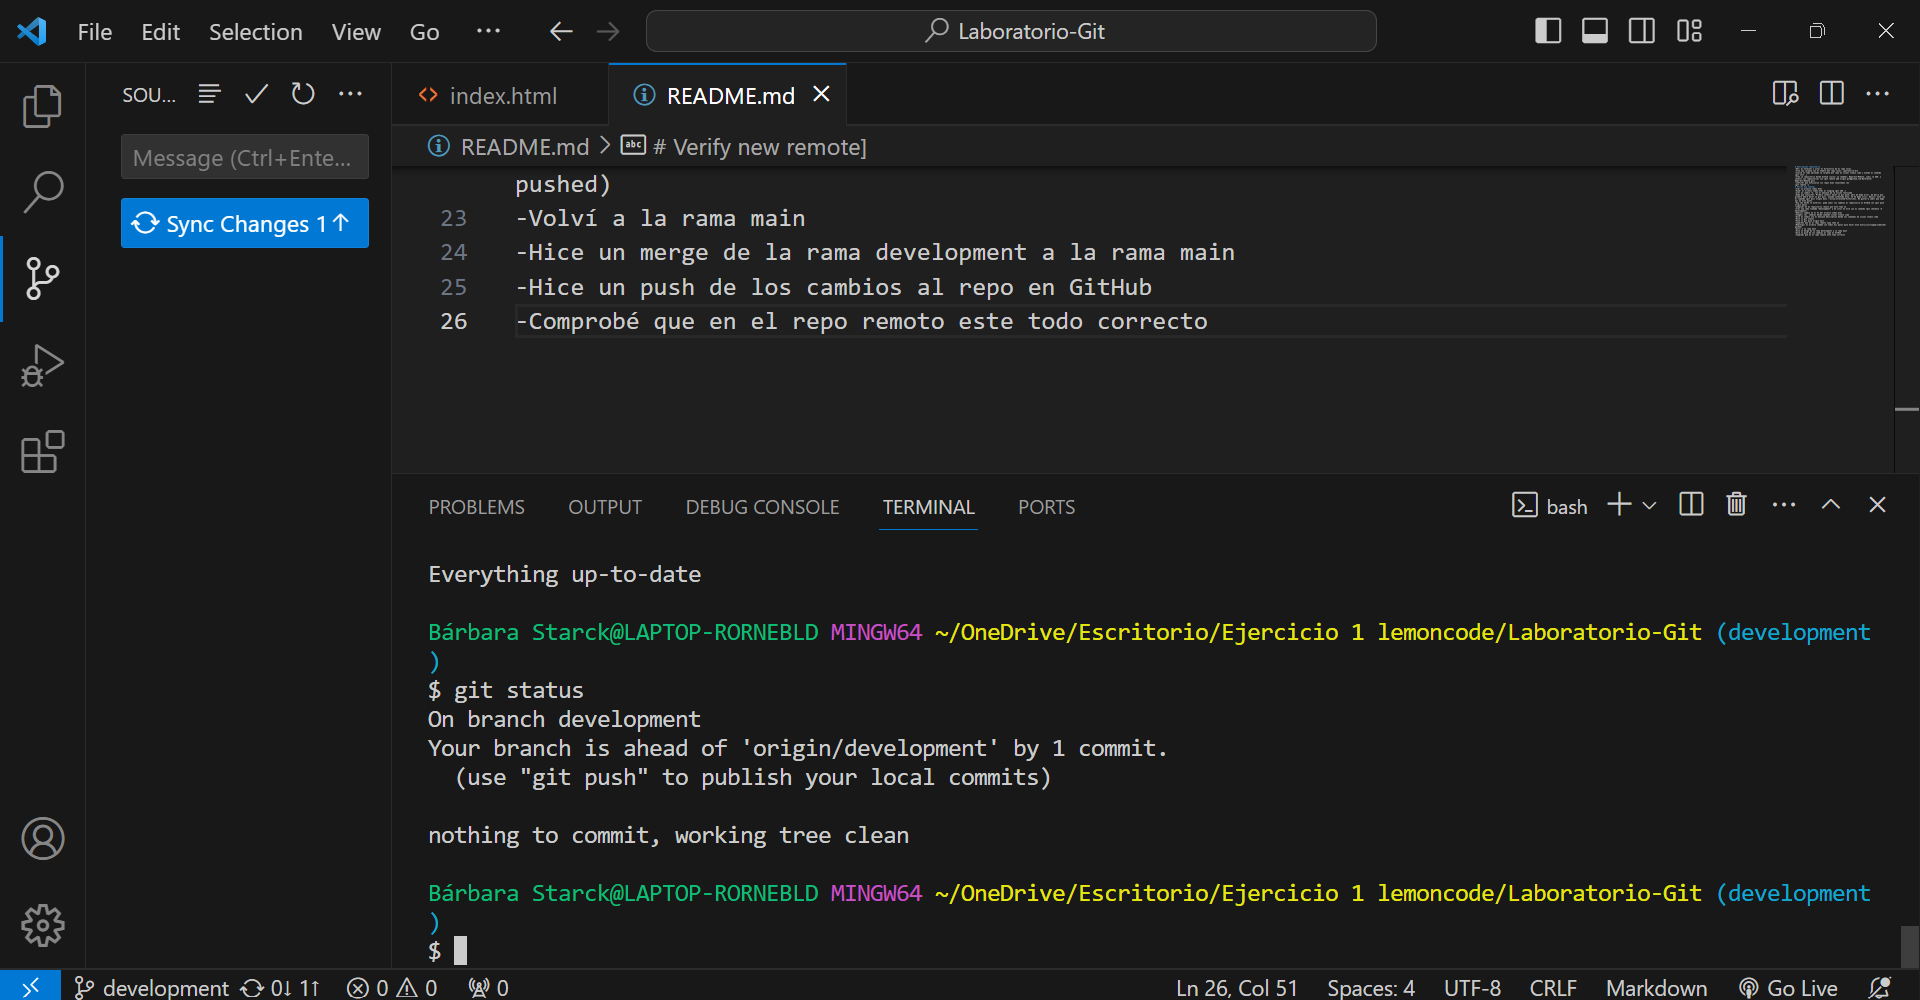 File Edit Selection View Go ··· Laboratorio-Git
SOU... ···
Message (Ctrl+Ente...
Sync Changes 1↑
index.html
README.md
README.md > abc # Verify new remote]
pushed)
23 -Volví a la rama main
24 -Hice un merge de la rama development a la rama main
25 -Hice un push de los cambios al repo en GitHub
26 -Comprobé que en el repo remoto este todo correcto
PROBLEMS OUTPUT DEBUG CONSOLE TERMINAL PORTS bash
Everything up-to-date
Bárbara Starck@LAPTOP-RORNEBLD MINGW64 ~/OneDrive/Escritorio/Ejercicio 1 lemoncode/Laboratorio-Git (development
)
$ git status
On branch development
Your branch is ahead of 'origin/development' by 1 commit.
(use "git push" to publish your local commits)
nothing to commit, working tree clean
Bárbara Starck@LAPTOP-RORNEBLD MINGW64 ~/OneDrive/Escritorio/Ejercicio 1 lemoncode/Laboratorio-Git (development
)
$
development 0↓ 1↑ 0 0 0 Ln 26, Col 51 Spaces: 4 UTF-8 CRLF Markdown Go Live